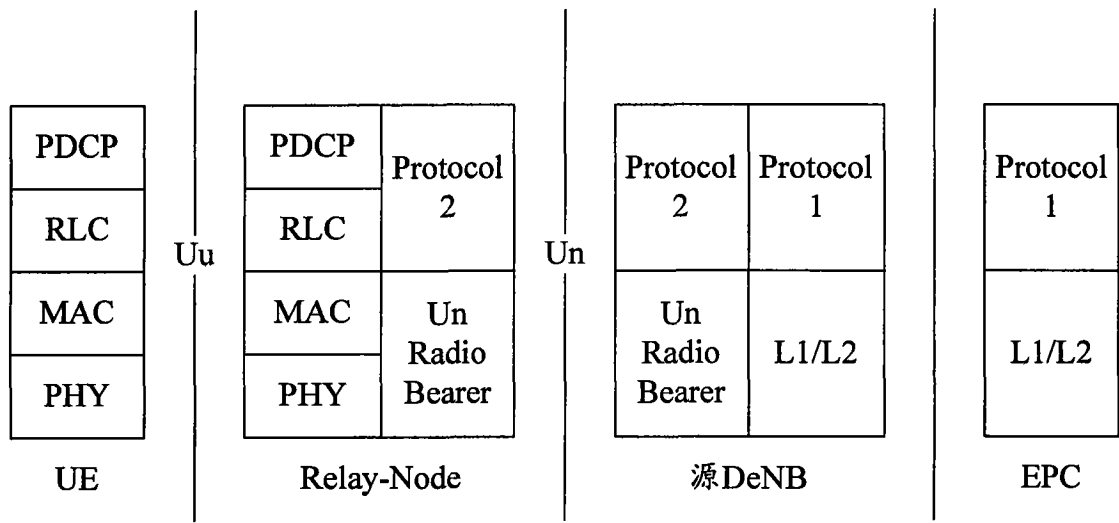 PDCP
RLC
MAC
PHY
UE
Uu
PDCP
RLC
MAC
PHY
Protocol
2
Un
Radio
Bearer
Relay-Node
Un
Protocol
2
Protocol
1
Un
Radio
Bearer
L1/L2
源DeNB
Protocol
1
L1/L2
EPC